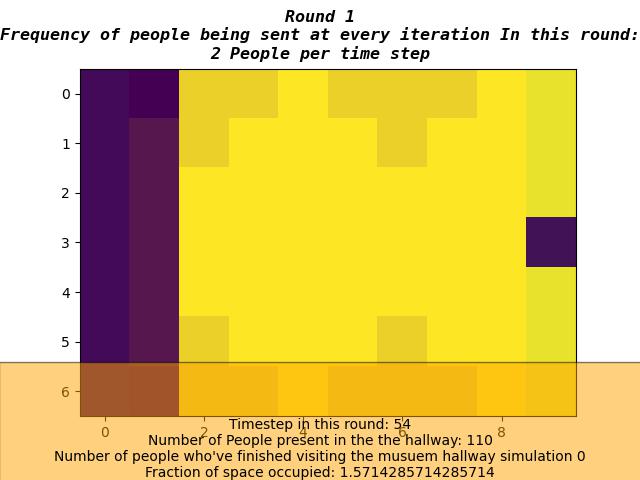 Round 1
Frequency of people being sent at every iteration In this round:
2 People per time step
0
1
2
3
4
5
6
0 2 4 6 8
Timestep in this round: 54
Number of People present in the the hallway: 110
Number of people who've finished visiting the musuem hallway simulation 0
Fraction of space occupied: 1.5714285714285714